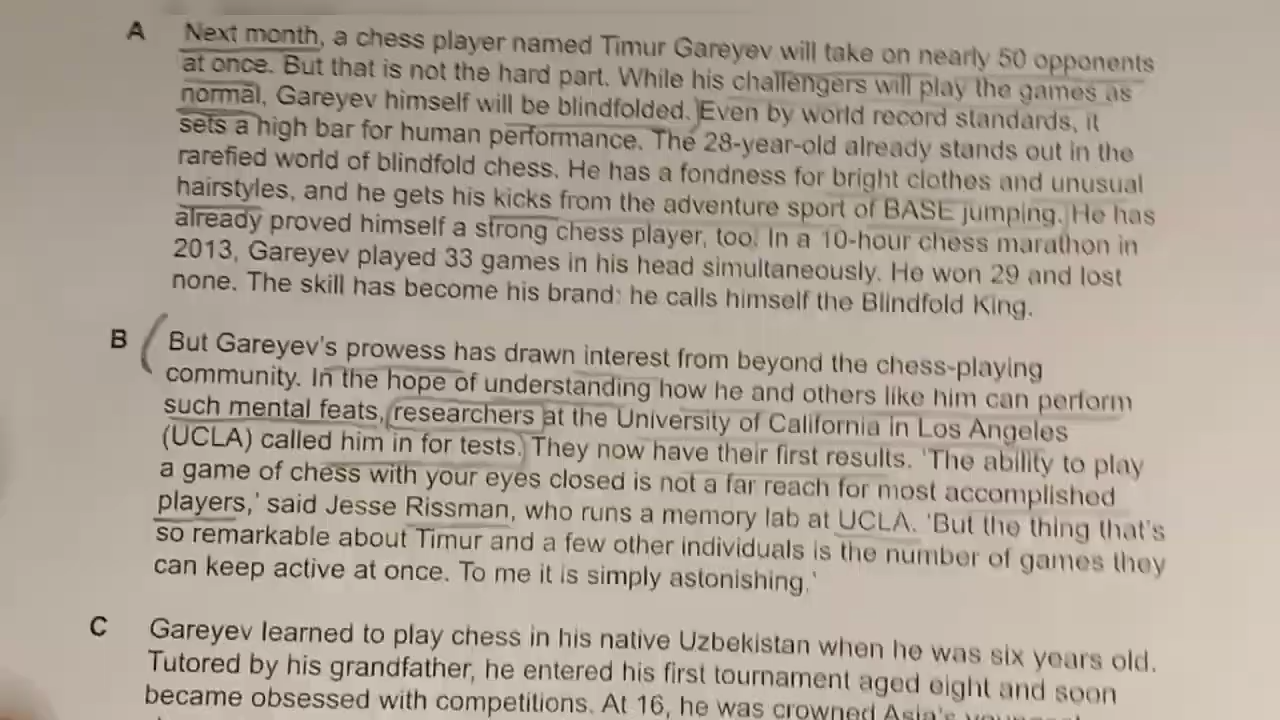 A Next month, a chess player named Timur Gareyev will take on nearly 50 opponents
at once. But that is not the hard part. While his challengers will play the games as
normal, Gareyev himself will be blindfolded. Even by world record standards, it
sets a high bar for human performance. The 28-year-old already stands out in the
rarefied world of blindfold chess. He has a fondness for bright clothes and unusual
hairstyles, and he gets his kicks from the adventure sport of BASE jumping. He has
already proved himself a strong chess player, too. In a 10-hour chess marathon in
2013, Gareyev played 33 games in his head simultaneously. He won 29 and lost
none. The skill has become his brand: he calls himself the Blindfold King.
B But Gareyev's prowess has drawn interest from beyond the chess-playing
community. In the hope of understanding how he and others like him can perform
such mental feats, researchers at the University of California in Los Angeles
(UCLA) called him in for tests. They now have their first results. 'The ability to play
a game of chess with your eyes closed is not a far reach for most accomplished
players,' said Jesse Rissman, who runs a memory lab at UCLA. 'But the thing that's
so remarkable about Timur and a few other individuals is the number of games they
can keep active at once. To me it is simply astonishing.'
C Gareyev learned to play chess in his native Uzbekistan when he was six years old.
Tutored by his grandfather, he entered his first tournament aged eight and soon
became obsessed with competitions. At 16, he was crowned Asia's